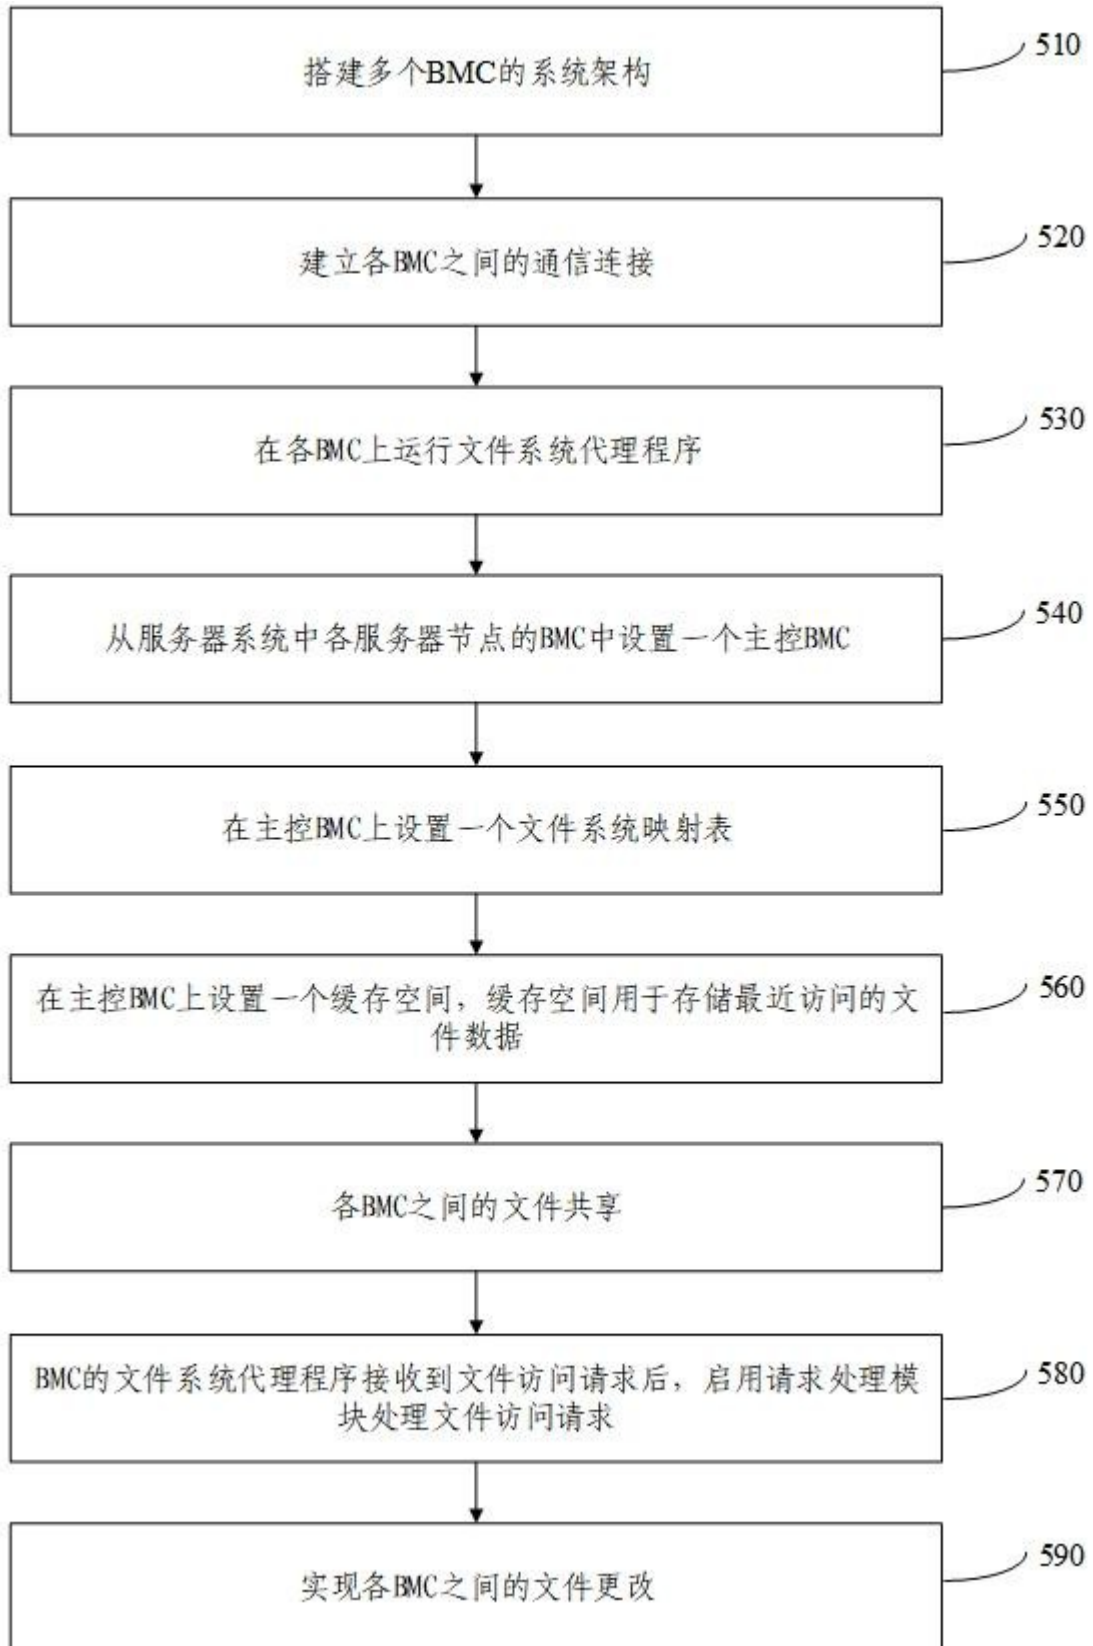 搭建多个BMC的系统架构
510
建立各BMC之间的通信连接
520
在各BMC上运行文件系统代理程序
530
从服务器系统中各服务器节点的BMC中设置一个主控BMC
540
在主控BMC上设置一个文件系统映射表
550
在主控BMC上设置一个缓存空间，缓存空间用于存储最近访问的文
件数据
560
各BMC之间的文件共享
570
BMC的文件系统代理程序接收到文件访问请求后，启用请求处理模
块处理文件访问请求
580
实现各BMC之间的文件更改
590